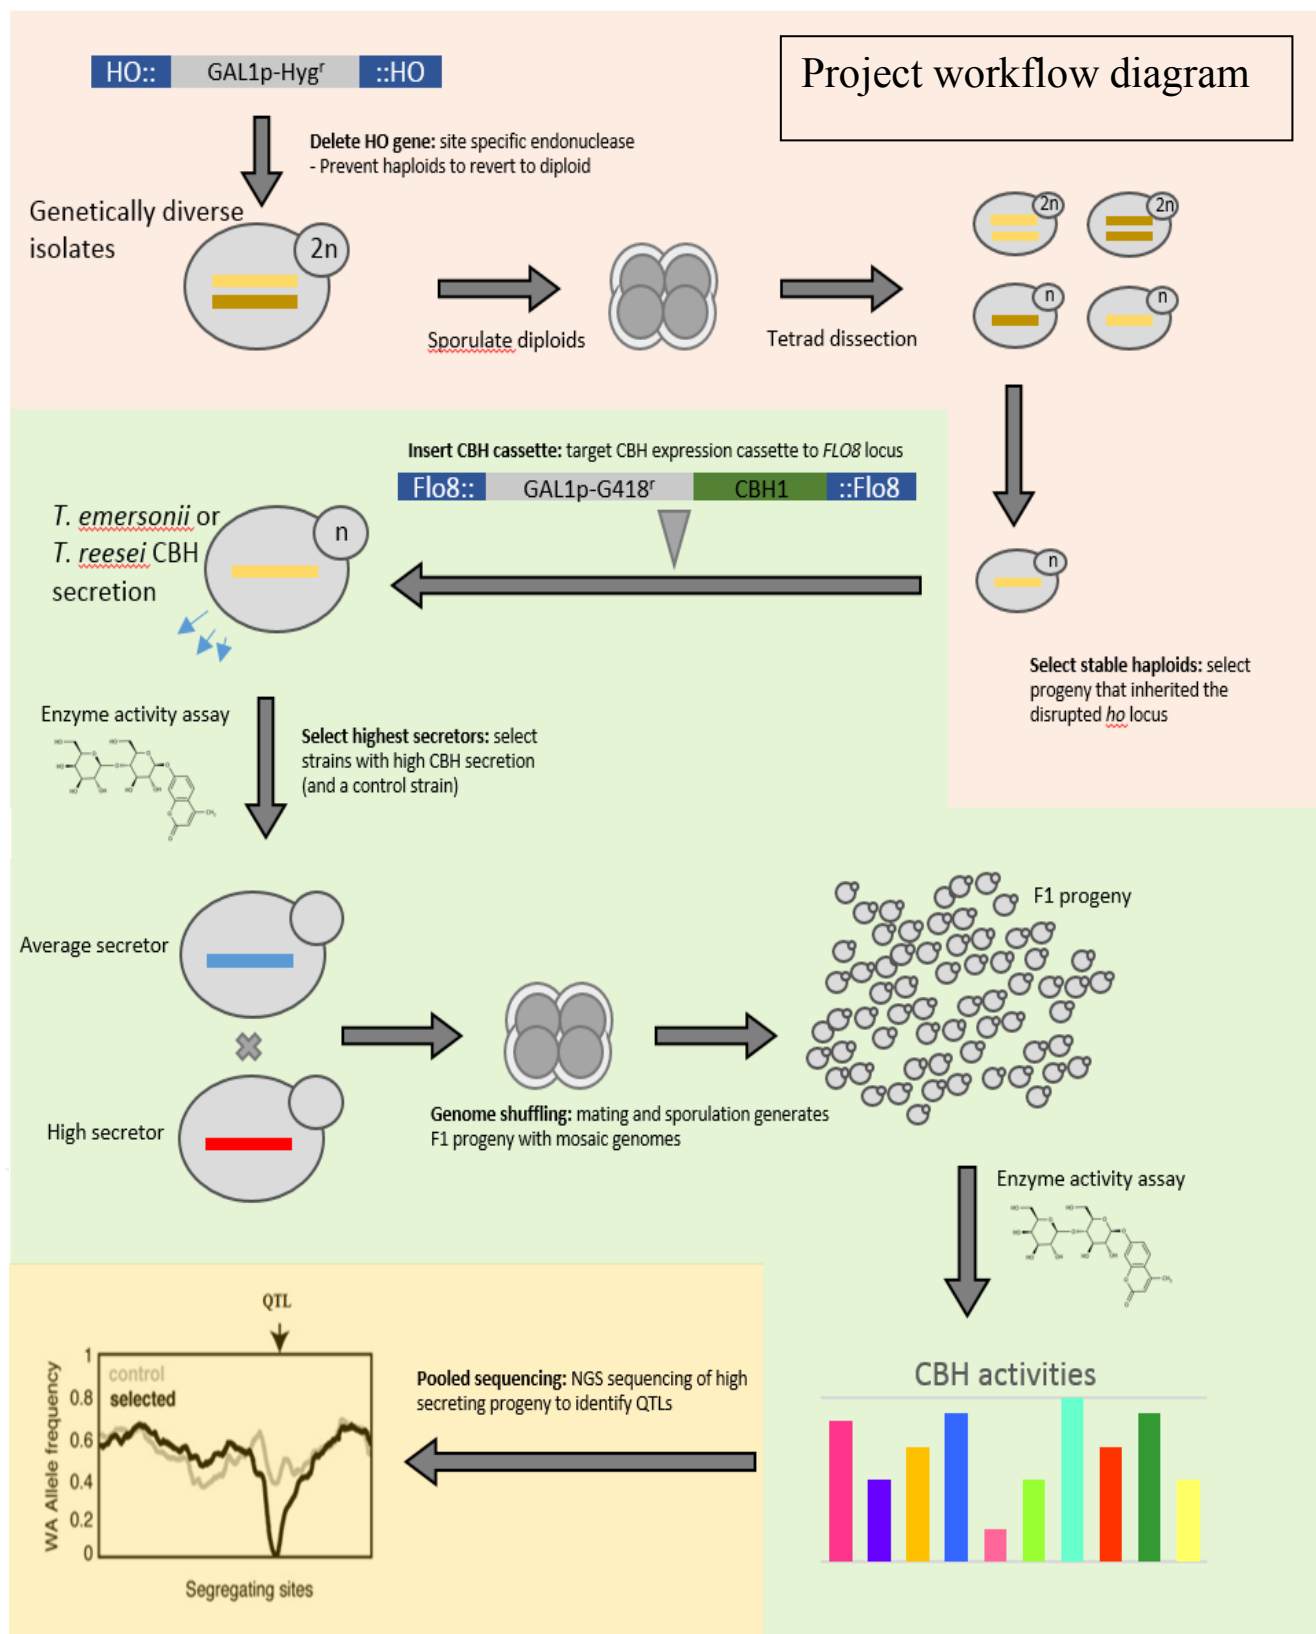 Project workflow diagram
HO::
GAL1p-Hygʳ
::HO
Delete HO gene: site specific endonuclease
- Prevent haploids to revert to diploid
Genetically diverse
isolates
2n
Sporulate diploids
Tetrad dissection
2n
2n
n
n
Insert CBH cassette: target CBH expression cassette to FLO8 locus
Flo8::
GAL1p-G418ʳ
CBH1
::Flo8
T. emersonii or
T. reesei CBH
secretion
n
n
Select stable haploids: select
progeny that inherited the
disrupted ho locus
Enzyme activity assay
Select highest secretors: select
strains with high CBH secretion
(and a control strain)
Average secretor
High secretor
Genome shuffling: mating and sporulation generates
F1 progeny with mosaic genomes
F1 progeny
Enzyme activity assay
QTL
WA Allele frequency
1
0.8
0.6
0.4
0.2
0
control
selected
Segregating sites
Pooled sequencing: NGS sequencing of high
secreting progeny to identify QTLs
CBH activities